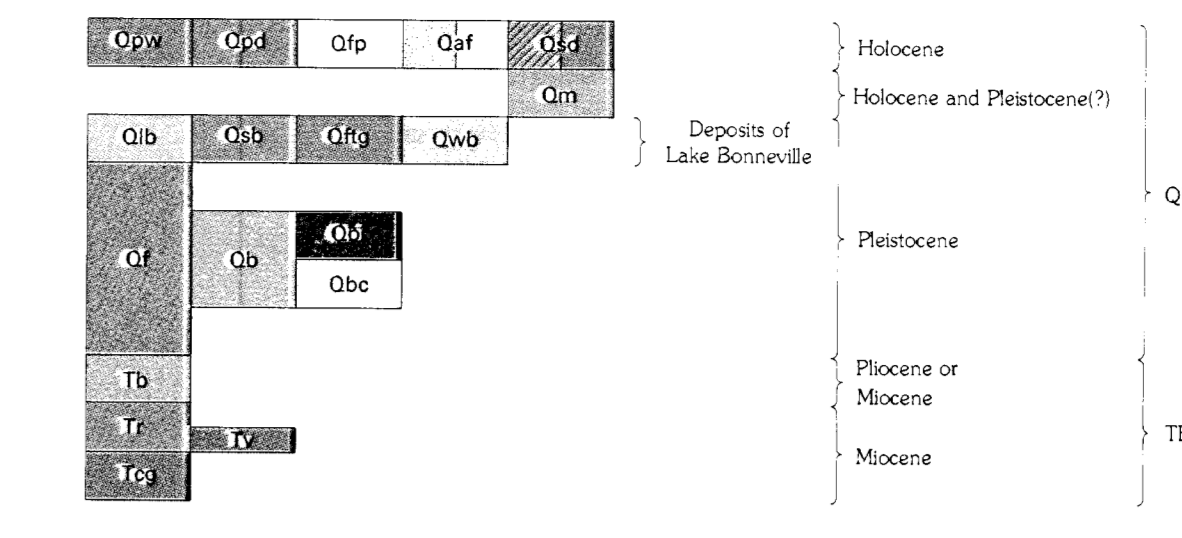 Qpw Qpd Qfp Qaf Qsd
Holocene
Qm
Holocene and Pleistocene(?)
Qlb Qsb Qftg Qwb
Deposits of
Lake Bonneville
Q
Qf Qb Qbc
Pleistocene
Tb
Pliocene or
Miocene
Tr Tv
Tcg
Miocene